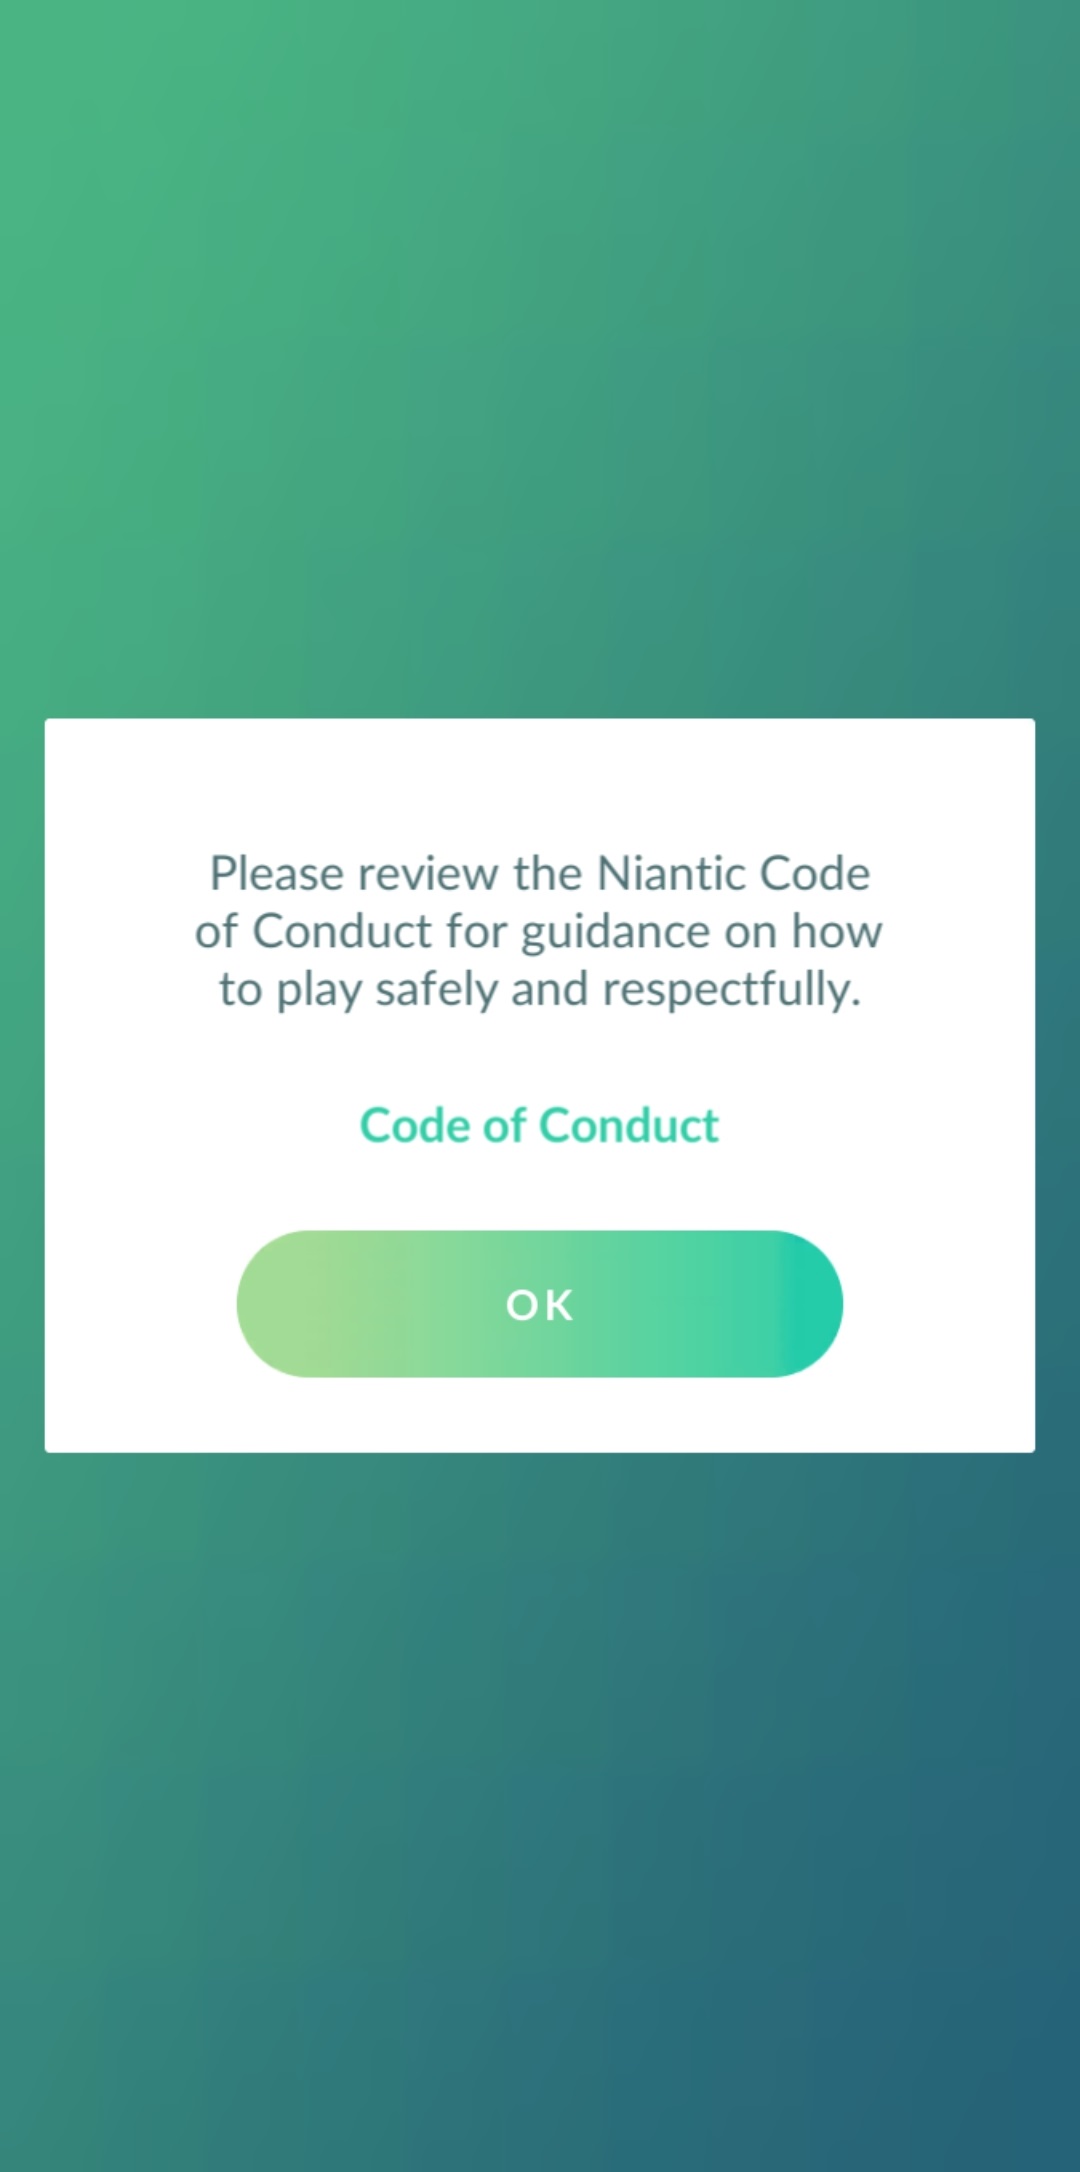 Please review the Niantic Code
of Conduct for guidance on how
to play safely and respectfully.
Code of Conduct
OK